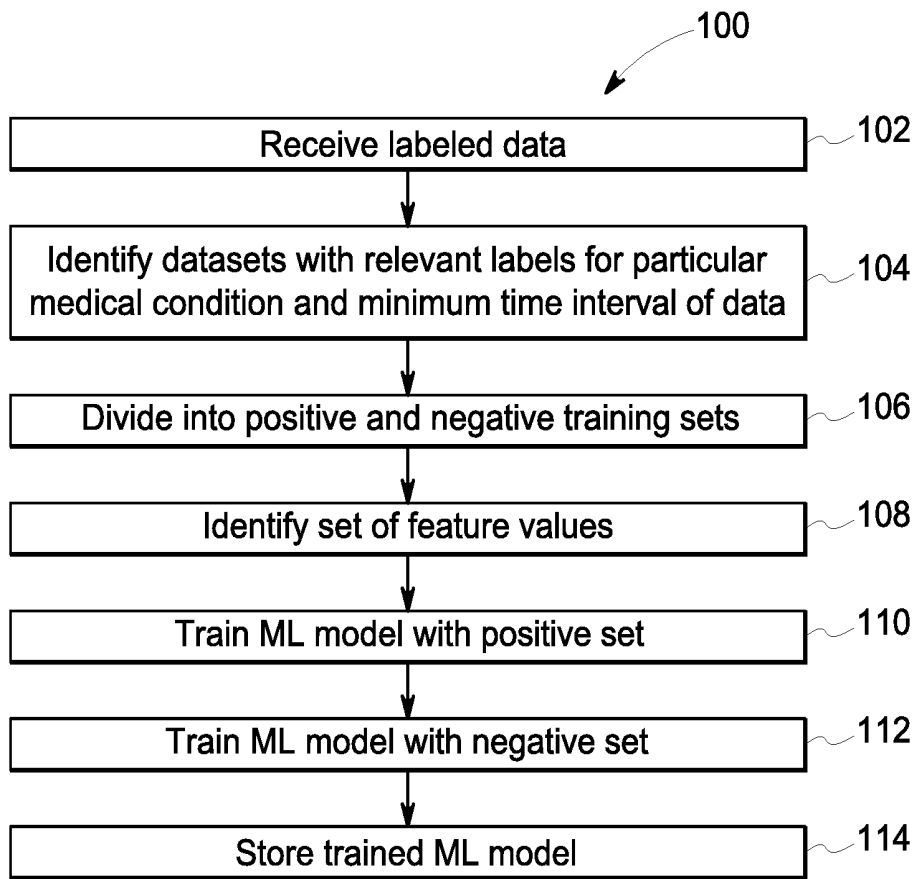 100
Receive labeled data
102
Identify datasets with relevant labels for particular
medical condition and minimum time interval of data
104
Divide into positive and negative training sets
106
Identify set of feature values
108
Train ML model with positive set
110
Train ML model with negative set
112
Store trained ML model
114